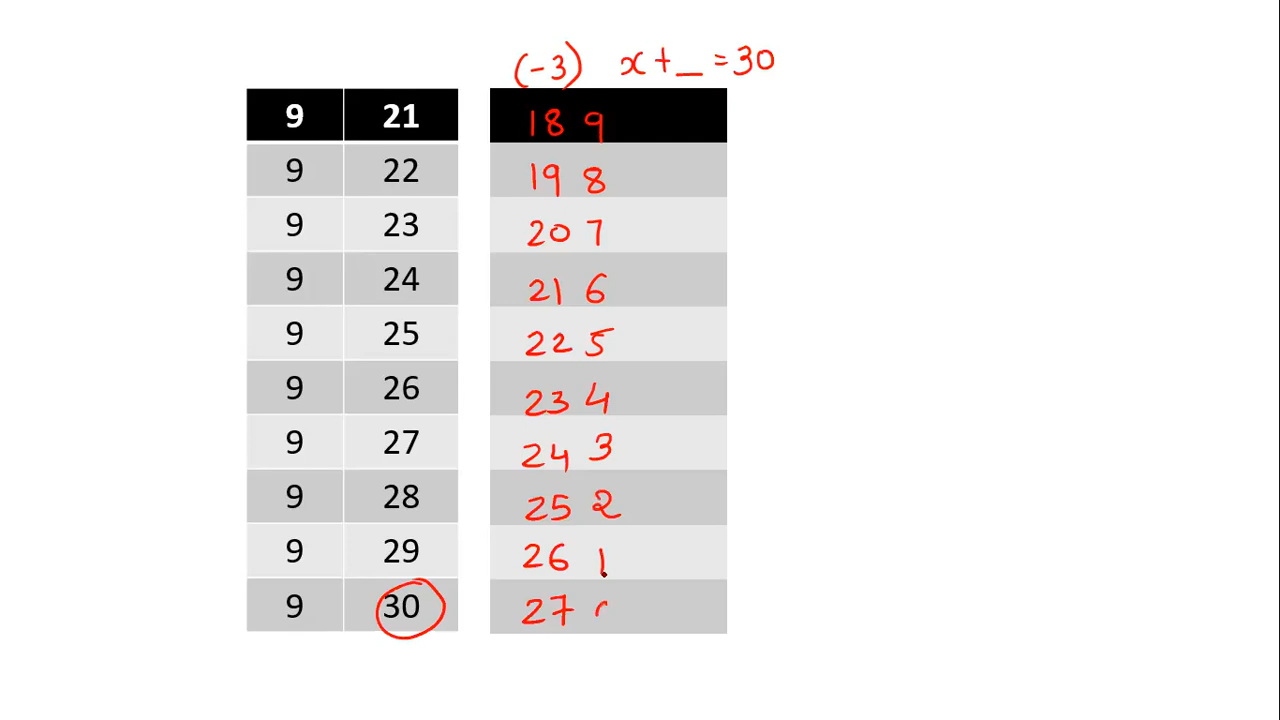 (-3) x + _ = 30
9 21 18 9
9 22 19 8
9 23 20 7
9 24 21 6
9 25 22 5
9 26 23 4
9 27 24 3
9 28 25 2
9 29 26 1
9 30 27